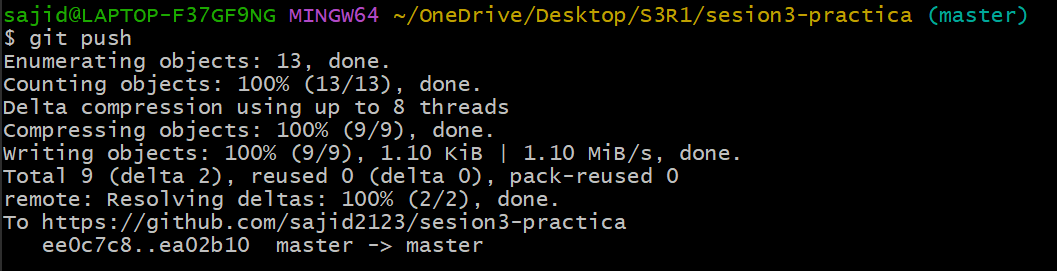 sajid@LAPTOP-F37GF9NG MINGW64 ~/OneDrive/Desktop/S3R1/sesion3-practica (master)
$ git push
Enumerating objects: 13, done.
Counting objects: 100% (13/13), done.
Delta compression using up to 8 threads
Compressing objects: 100% (9/9), done.
Writing objects: 100% (9/9), 1.10 KiB | 1.10 MiB/s, done.
Total 9 (delta 2), reused 0 (delta 0), pack-reused 0
remote: Resolving deltas: 100% (2/2), done.
To https://github.com/sajid2123/sesion3-practica
   ee0c7c8..ea02b10  master -> master